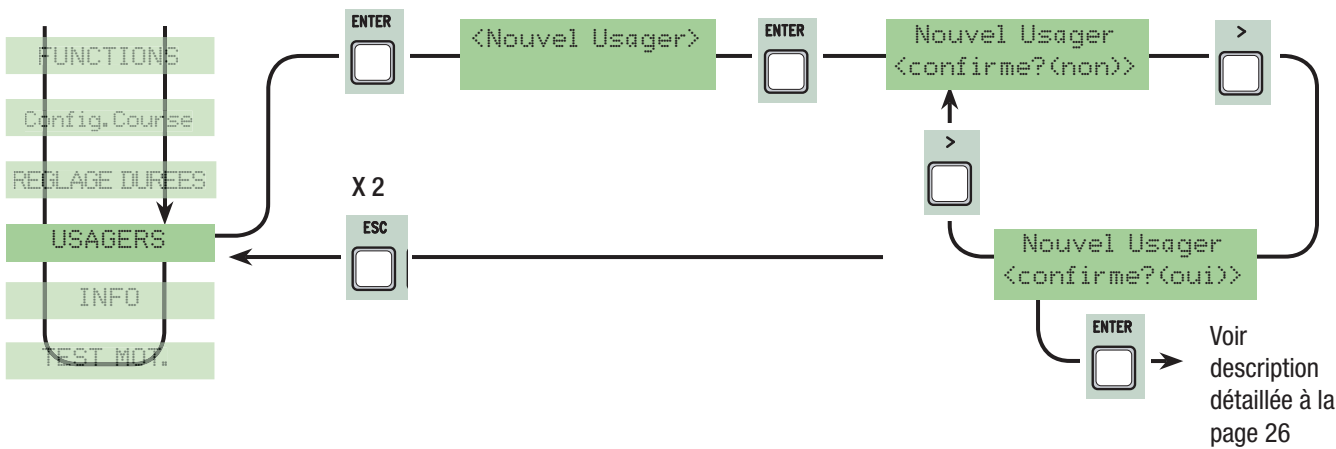 FUNCTIONS
Config.Course
REGLAGE DUREES
USAGERS
INFO
TEST MOT.
ENTER
<Nouvel Usager>
ENTER
Nouvel Usager
<confirme?(non)>
>
>
X 2
ESC
Nouvel Usager
<confirme?(oui)>
ENTER
Voir
description
détaillée à la
page 26